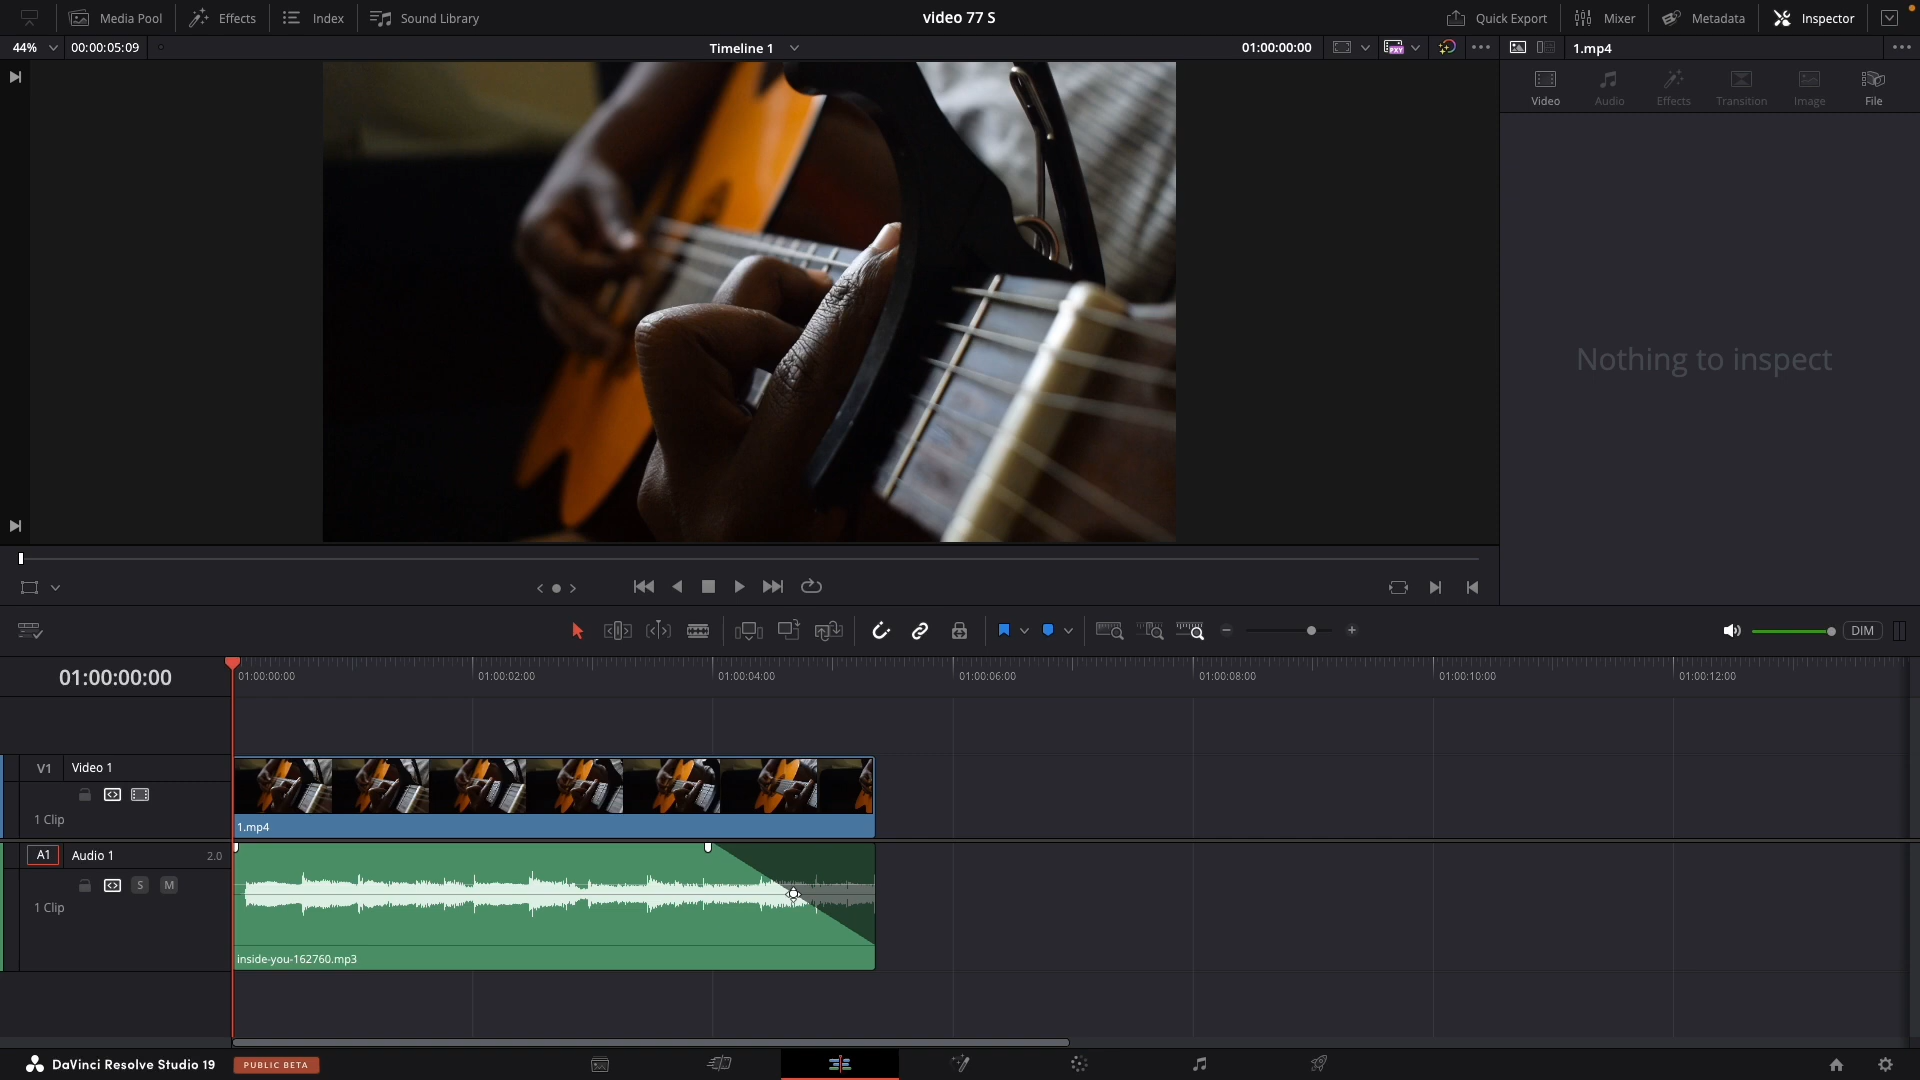 Media Pool Effects Index Sound Library video 77 S Quick Export Mixer Metadata Inspector
44% 00:00:05:09 Timeline 1 01:00:00:00 PXY 1.mp4
Video Audio Effects Transition Image File
Nothing to inspect
DIM
01:00:00:00 01:00:00:00 01:00:02:00 01:00:04:00 01:00:06:00 01:00:08:00 01:00:10:00 01:00:12:00
V1 Video 1
1 Clip
1.mp4
A1 Audio 1 2.0
S M
1 Clip
inside-you-162760.mp3
DaVinci Resolve Studio 19 PUBLIC BETA